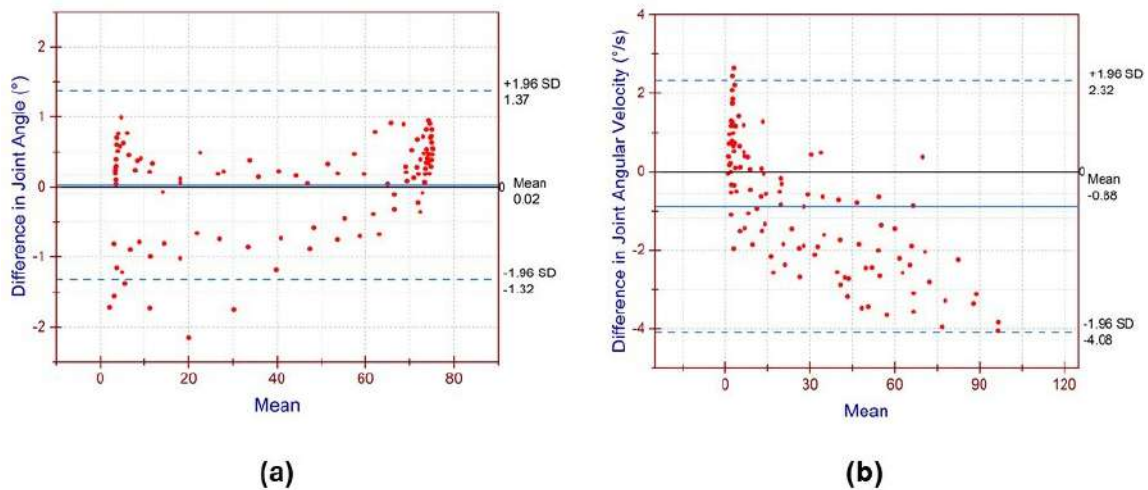 Difference in Joint Angle (°)
2
1
0
-1
-2
0
20
40
60
80
Mean
+1.96 SD
1.37
0
Mean
0.02
-1.96 SD
-1.32
(a)
Difference in Joint Angular Velocity (°/s)
4
2
0
-2
-4
0
30
60
90
120
Mean
+1.96 SD
2.32
0
Mean
-0.88
-1.96 SD
-4.08
(b)